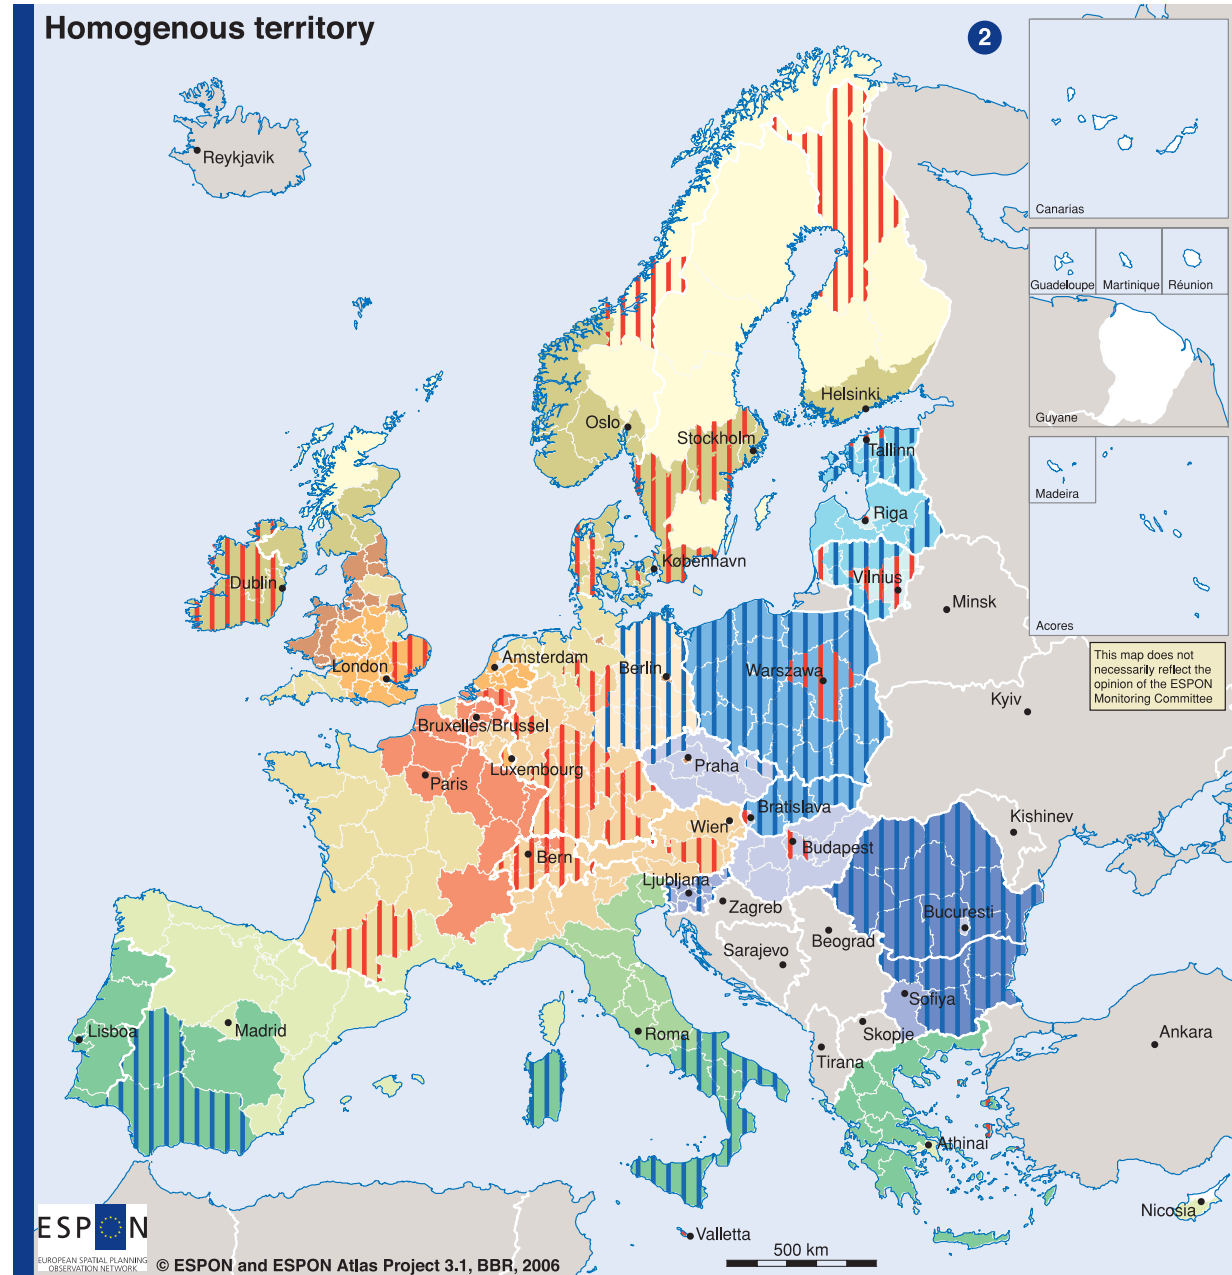 Homogenous territory
2
Reykjavik
Canarias
Guadeloupe
Martinique
Réunion
Guyane
Helsinki
Oslo
Stockholm
Tallinn
Madeira
Riga
København
Vilnius
Dublin
Minsk
Acores
This map does not
necessarily reflect the
opinion of the ESPON
Monitoring Committee
London
Amsterdam
Berlin
Warszawa
Kyiv
Bruxelles/Brussel
Luxembourg
Praha
Paris
Bratislava
Wien
Kishinev
Budapest
Bern
Ljubljana
Zagreb
Bucuresti
Beograd
Sarajevo
Sofiya
Madrid
Lisboa
Roma
Skopje
Ankara
Tirana
Athinai
Nicosia
Valletta
500 km
ESPON
EUROPEAN SPATIAL PLANNING
OBSERVATION NETWORK
© ESPON and ESPON Atlas Project 3.1, BBR, 2006